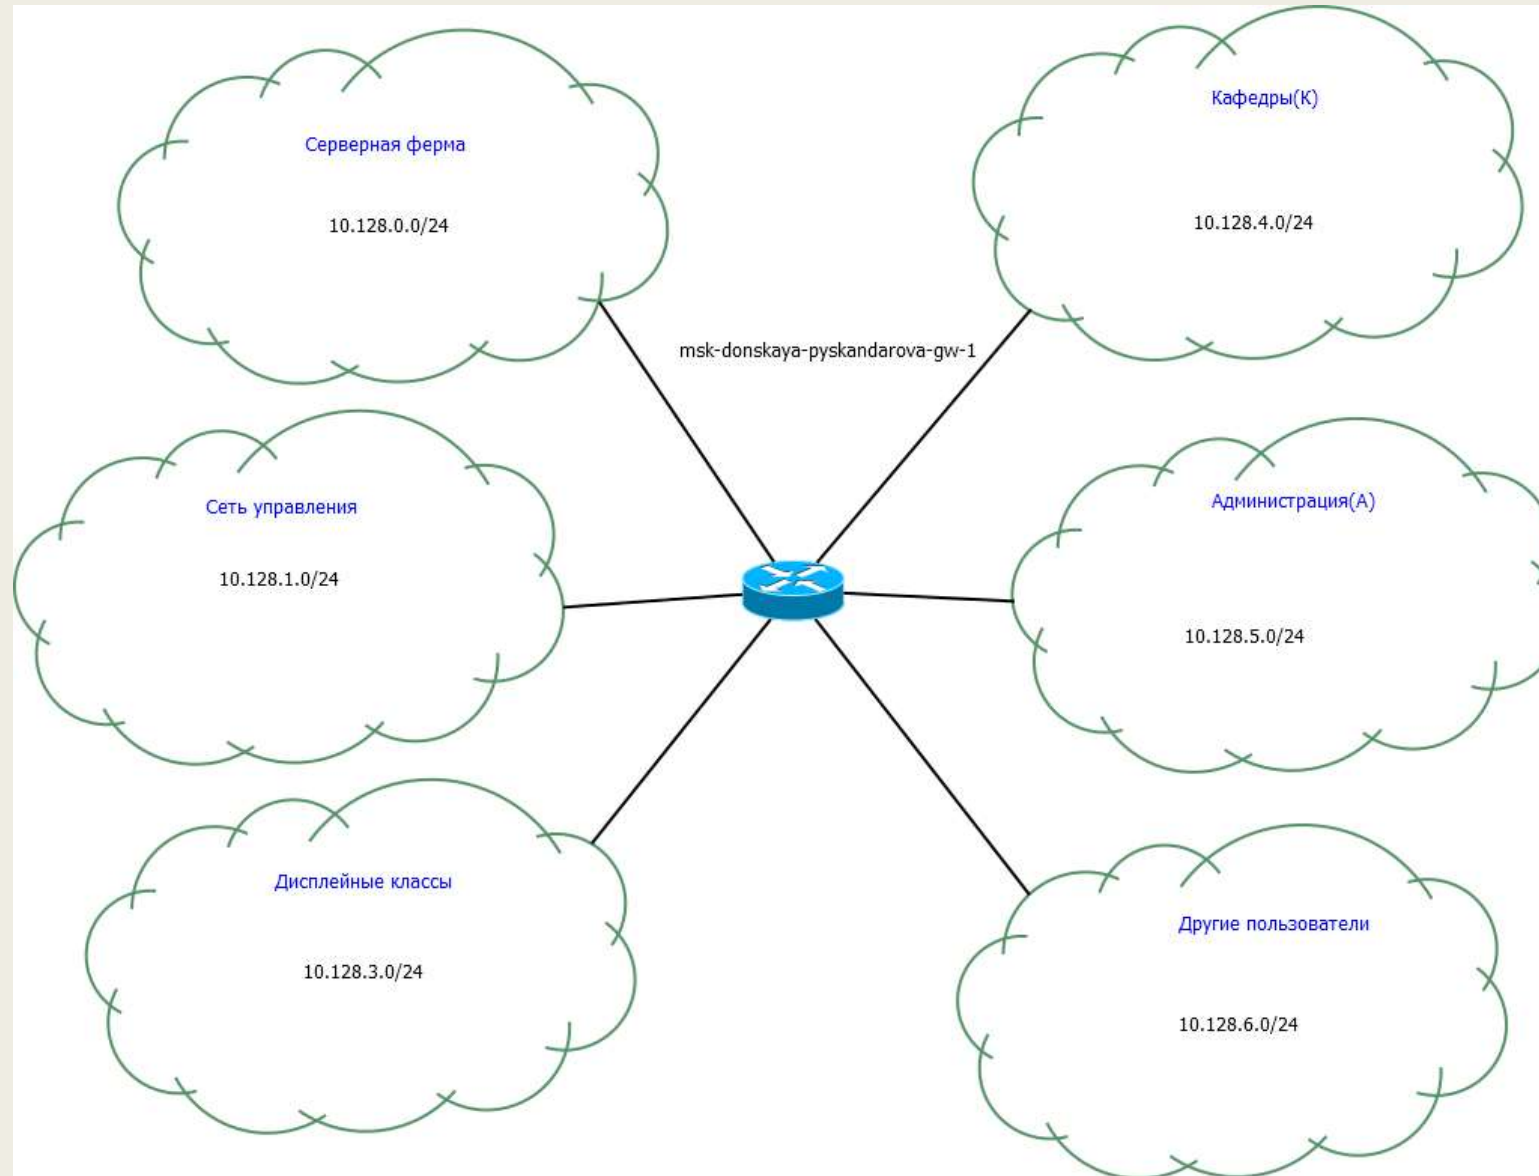 Серверная ферма
10.128.0.0/24
Кафедры(К)
10.128.4.0/24
msk-donskaya-pyskandarova-gw-1
Сеть управления
10.128.1.0/24
Администрация(А)
10.128.5.0/24
Дисплейные классы
10.128.3.0/24
Другие пользователи
10.128.6.0/24